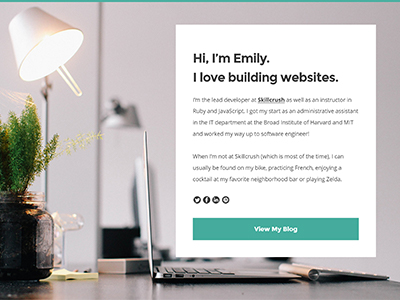 Hi, I'm Emily.
I love building websites.
I'm the lead developer at Skillcrush as well as an instructor in
Ruby and JavaScript. I got my start as an administrative assistant
in the IT department at the Broad Institute of Harvard and MIT
and worked my way up to software engineer!
When I'm not at Skillcrush (which is most of the time), I can
usually be found on my bike, practicing French, enjoying a
cocktail at my favorite neighborhood bar or playing Zelda.
View My Blog